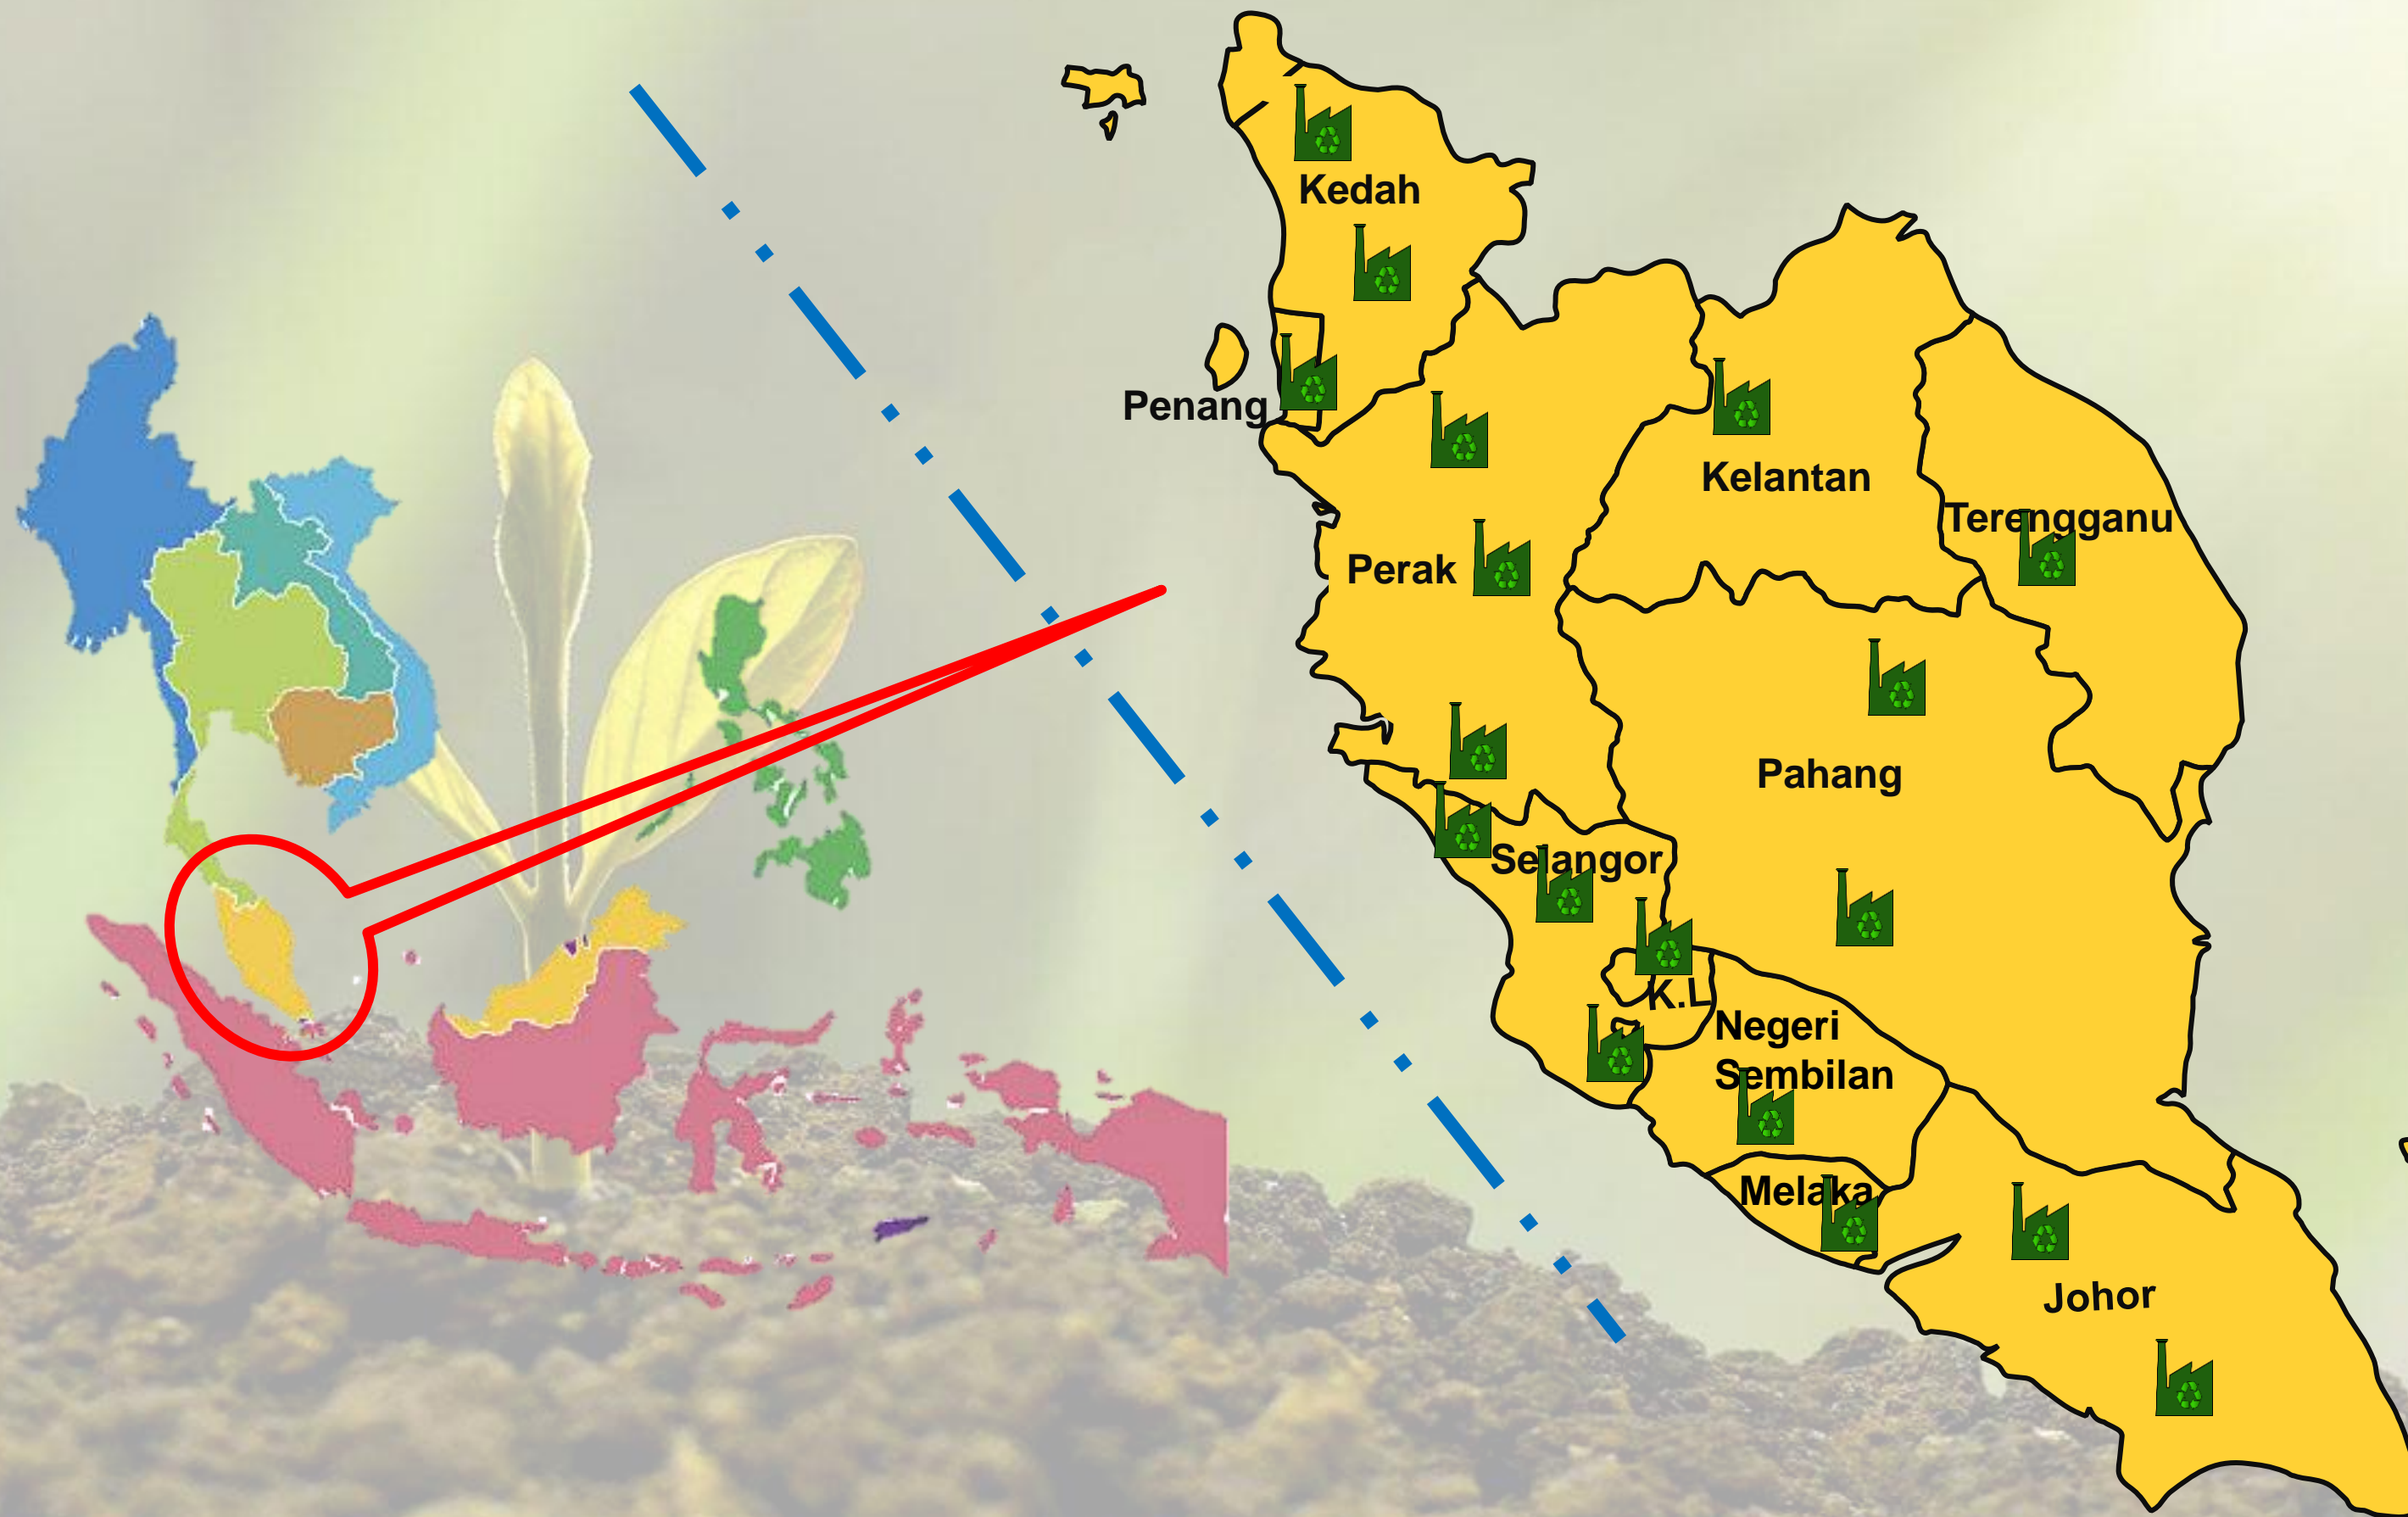 Kedah
Penang
Kelantan
Terengganu
Perak
Pahang
Selangor
K.L
Negeri
Sembilan
Melaka
Johor